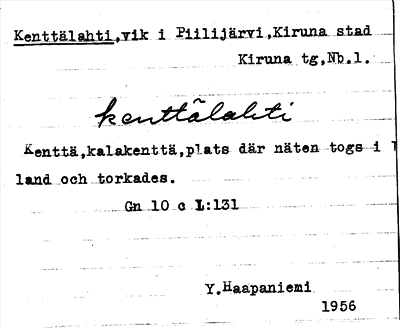 Kenttälahti,vik i Piilijärvi,Kiruna stad
Kiruna tg,Nb.l.
kenttälahti
Kenttä,kalakenttä,plats där näten togs i
land och torkades.
Gn 10 c L:131
Y.Haapaniemi
1956